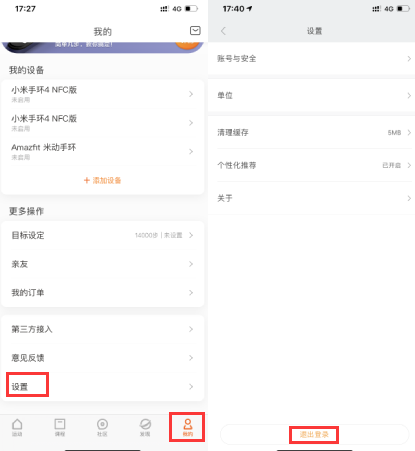 17:27
4G
我的
我的设备
小米手环4 NFC版
未启用
小米手环4 NFC版
未启用
Amazfit 米动手环
未启用
+ 添加设备
更多操作
目标设定
14000步 | 未设置
亲友
我的订单
第三方接入
意见反馈
设置
运动
课程
社区
发现
我的
17:40
4G
设置
账号与安全
单位
清理缓存
5MB
个性化推荐
已开启
关于
退出登录